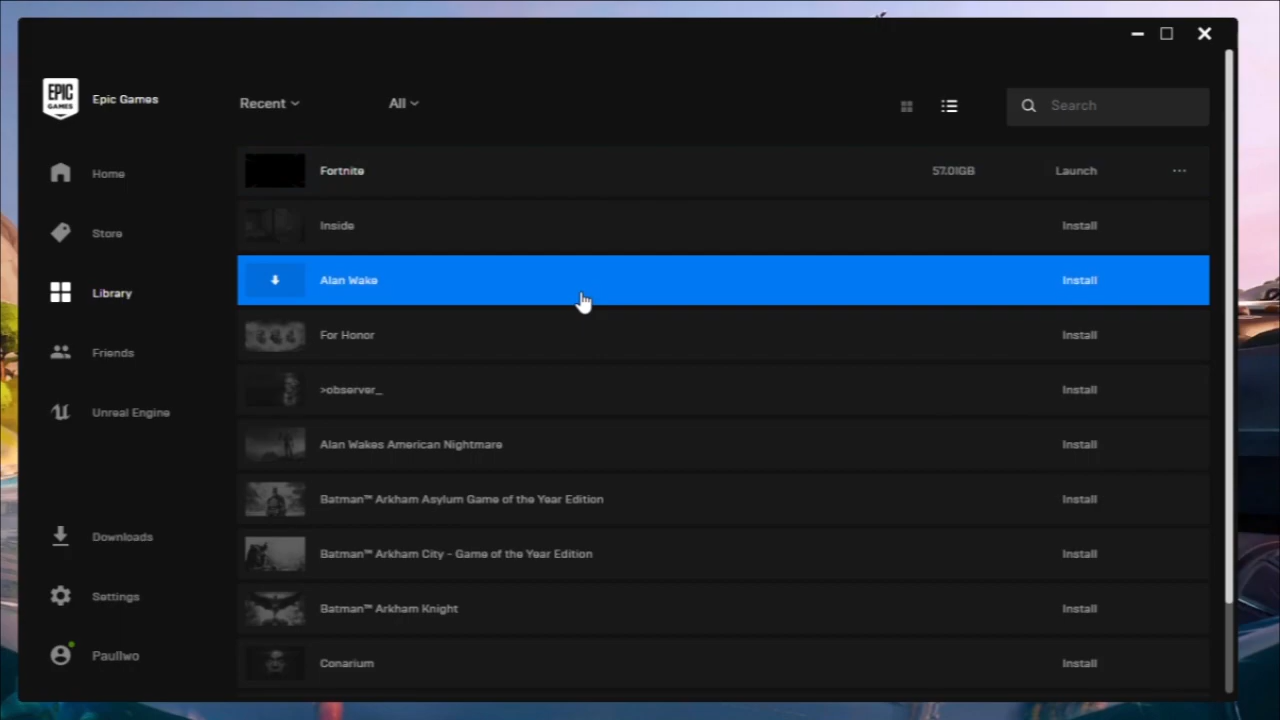 EPIC
GAMES
Epic Games
Recent
All
Search
Home
Store
Library
Friends
Unreal Engine
Downloads
Settings
Paullwo
Fortnite 57.01GB Launch
Inside Install
Alan Wake Install
For Honor Install
>observer_ Install
Alan Wakes American Nightmare Install
Batman™ Arkham Asylum Game of the Year Edition Install
Batman™ Arkham City - Game of the Year Edition Install
Batman™ Arkham Knight Install
Conarium Install